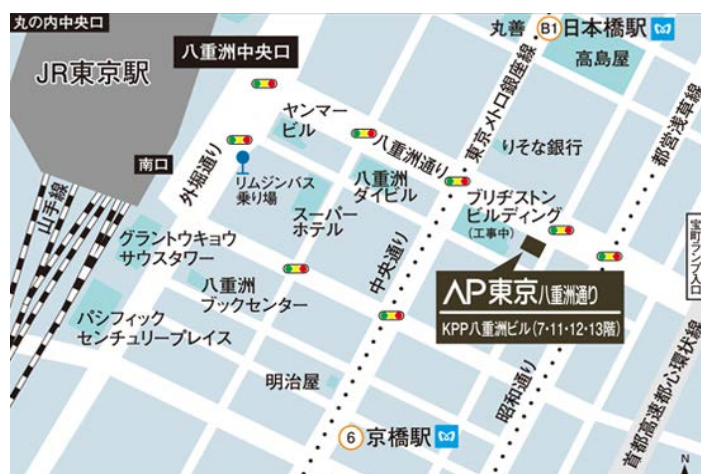 丸の内中央口
JR東京駅
八重洲中央口
丸善
B1 日本橋駅
高島屋
ヤンマー
ビル
八重洲通り
東京メトロ銀座線
りそな銀行
都営浅草線
南口
外堀通り
リムジンバス
乗り場
八重洲
ダイビル
スーパー
ホテル
ブリヂストン
ビルディング
(工事中)
山手線
グラントウキョウ
サウスタワー
八重洲
ブックセンター
中央通り
AP東京八重洲通り
KPP八重洲ビル(7・11・12・13階)
宝町ランプ入口
パシフィック
センチュリープレイス
明治屋
昭和通り
首都高速都心環状線
6 京橋駅
N